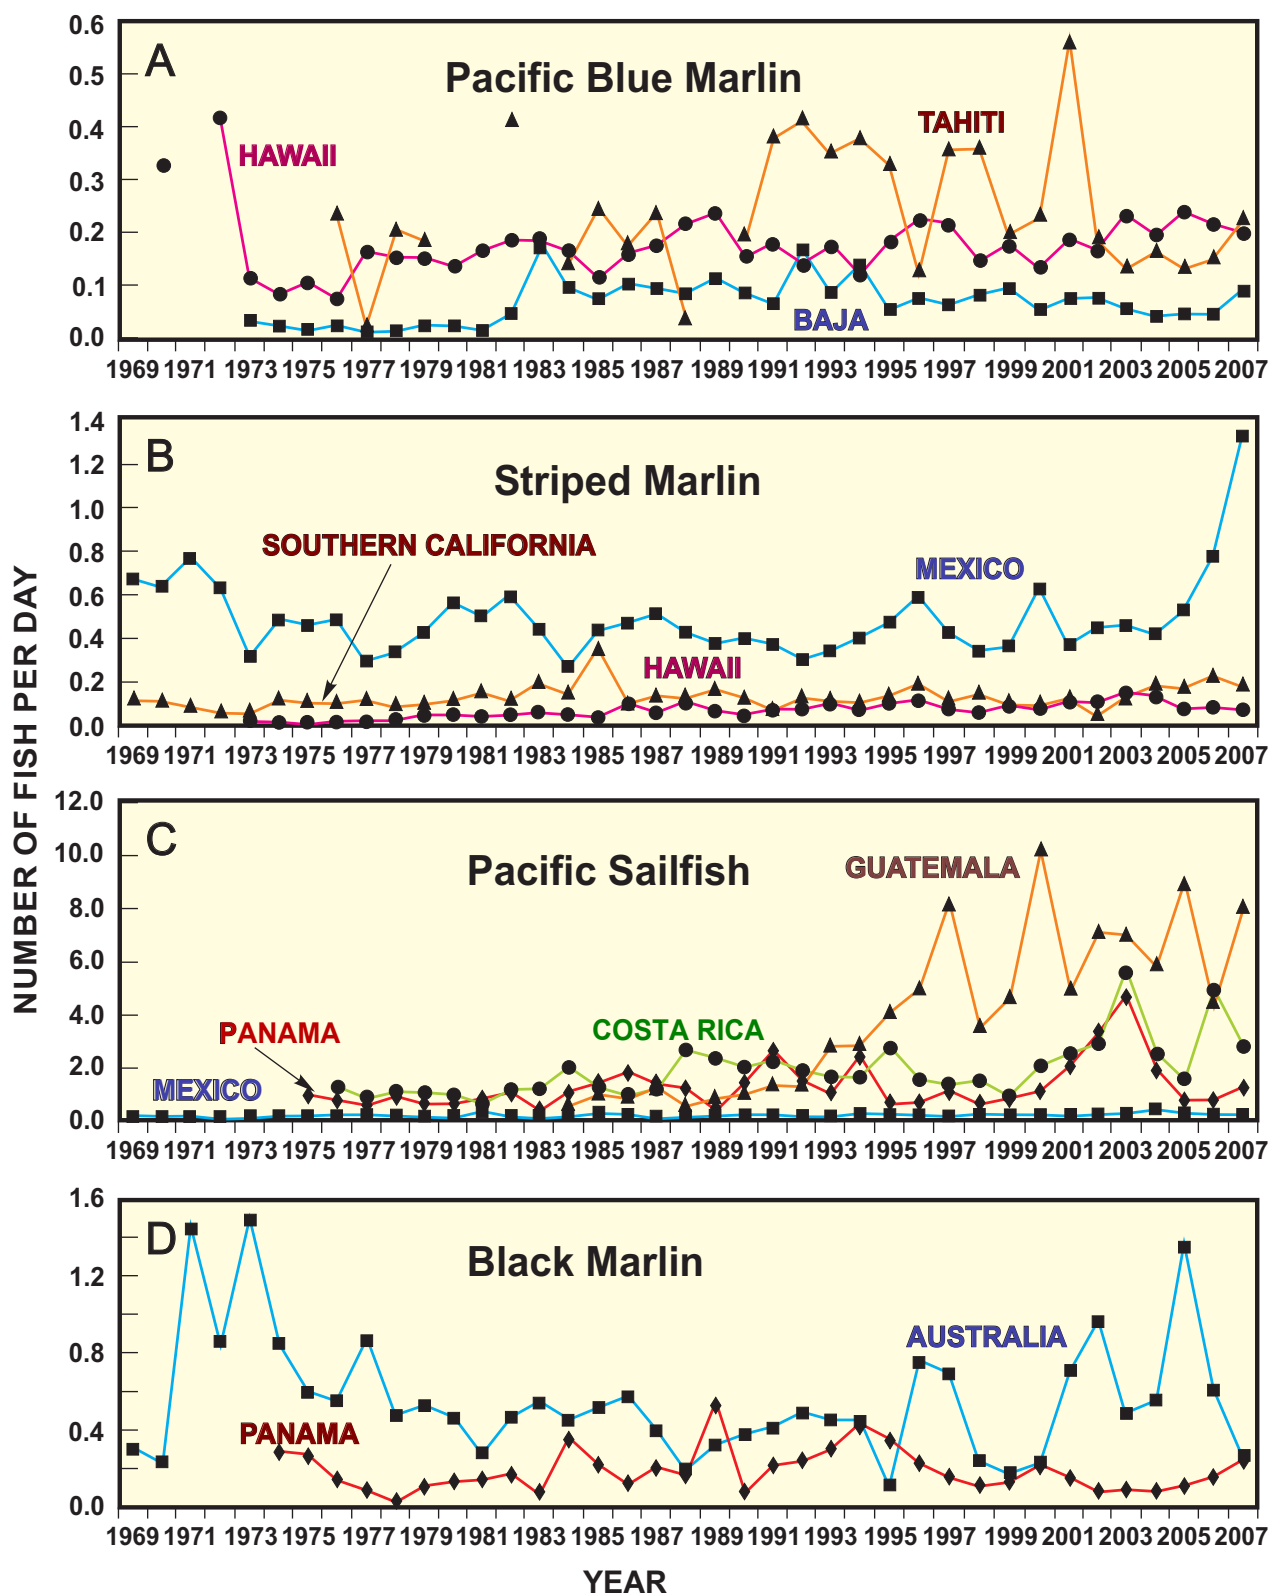 NUMBER OF FISH PER DAY
A
Pacific Blue Marlin
0.6
0.5
0.4
0.3
0.2
0.1
0.0
TAHITI
HAWAII
BAJA
1969 1971 1973 1975 1977 1979 1981 1983 1985 1987 1989 1991 1993 1995 1997 1999 2001 2003 2005 2007
B
Striped Marlin
1.4
1.2
1.0
0.8
0.6
0.4
0.2
0.0
SOUTHERN CALIFORNIA
MEXICO
HAWAII
1969 1971 1973 1975 1977 1979 1981 1983 1985 1987 1989 1991 1993 1995 1997 1999 2001 2003 2005 2007
C
Pacific Sailfish
12.0
10.0
8.0
6.0
4.0
2.0
0.0
GUATEMALA
PANAMA
COSTA RICA
MEXICO
1969 1971 1973 1975 1977 1979 1981 1983 1985 1987 1989 1991 1993 1995 1997 1999 2001 2003 2005 2007
D
Black Marlin
1.6
1.2
0.8
0.4
0.0
AUSTRALIA
PANAMA
1969 1971 1973 1975 1977 1979 1981 1983 1985 1987 1989 1991 1993 1995 1997 1999 2001 2003 2005 2007
YEAR